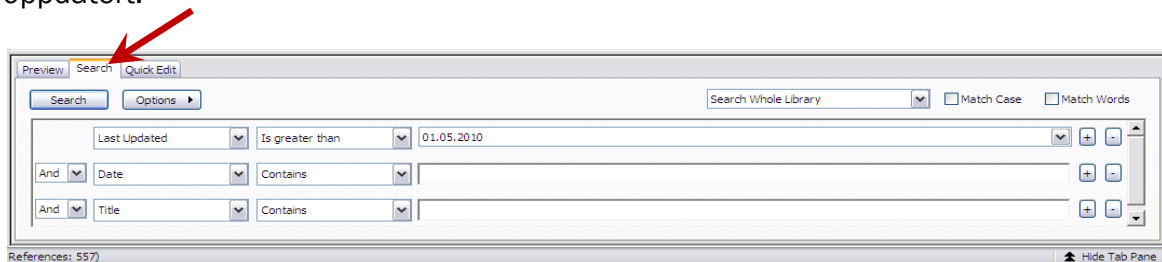 oppdatert.
Preview Search Quick Edit
Search Options Search Whole Library Match Case Match Words
Last Updated Is greater than 01.05.2010 + -
And Date Contains + -
And Title Contains + -
References: 557) Hide Tab Pane